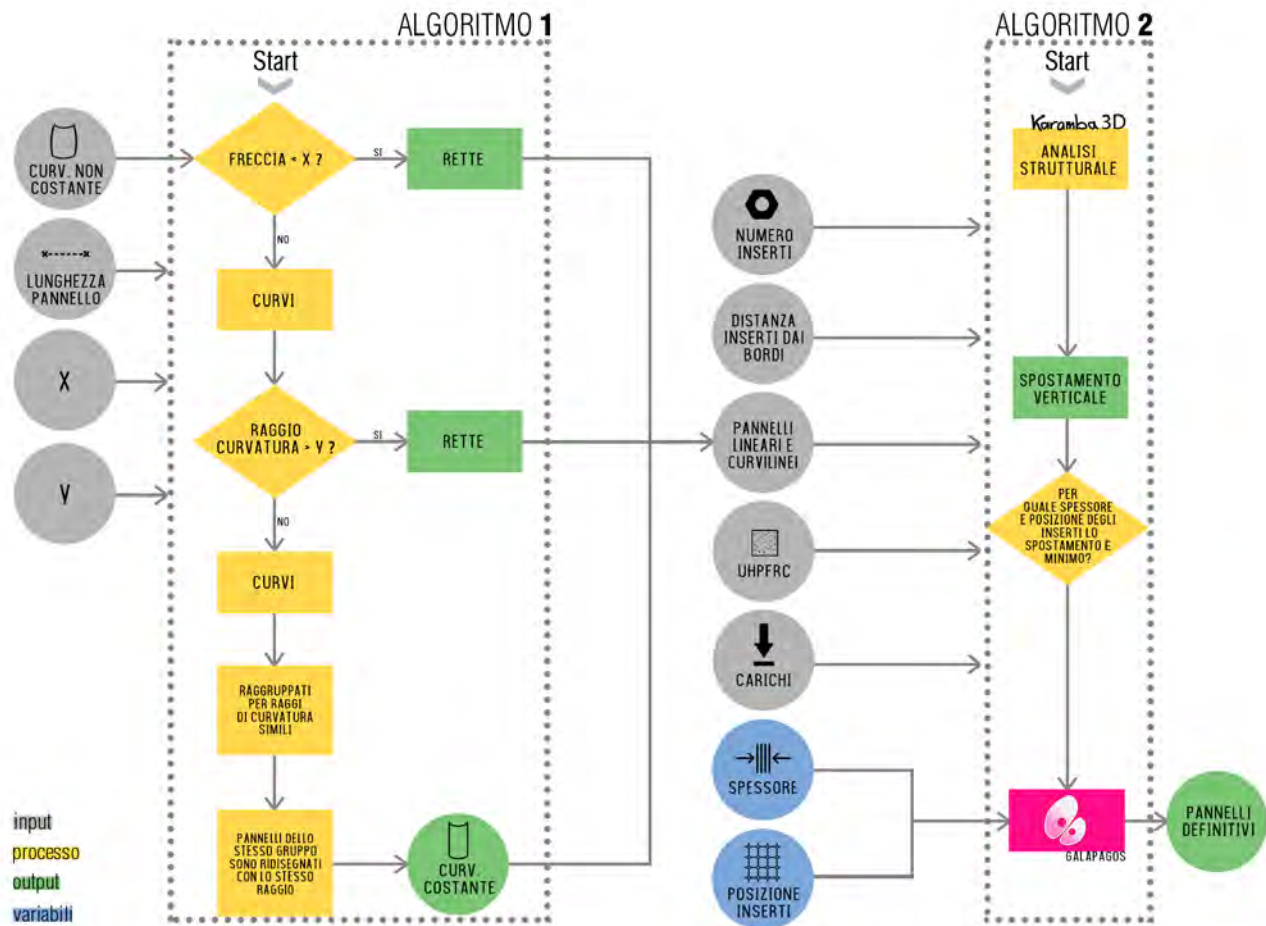 ALGORITMO 1
Start
CURV. NON
COSTANTE
LUNGHEZZA
PANNELLO
X
Y
FRECCIA < X ?
SI
RETTE
NO
CURVI
RAGGIO
CURVATURA > Y ?
SI
RETTE
NO
CURVI
RAGGRUPPATI
PER RAGGI
DI CURVATURA
SIMILI
PANNELLI DELLO
STESSO GRUPPO
SONO RIDISEGNATI
CON LO STESSO
RAGGIO
CURV.
COSTANTE
NUMERO
INSERTI
DISTANZA
INSERTI DAI
BORDI
PANNELLI
LINEARI E
CURVILINEI
UHPFRC
CARICHI
SPESSORE
POSIZIONE
INSERTI
ALGORITMO 2
Start
Karamba 3D
ANALISI
STRUTTURALE
SPOSTAMENTO
VERTICALE
PER
QUALE SPESSORE
E POSIZIONE DEGLI
INSERTI LO
SPOSTAMENTO È
MINIMO?
GALAPAGOS
PANNELLI
DEFINITIVI
input
processo
output
variabili